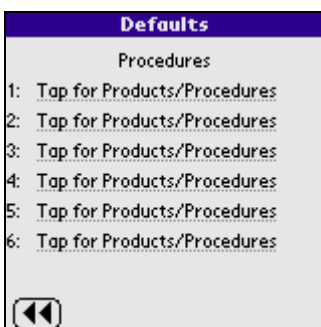 Defaults
Procedures
1: Tap for Products/Procedures
2: Tap for Products/Procedures
3: Tap for Products/Procedures
4: Tap for Products/Procedures
5: Tap for Products/Procedures
6: Tap for Products/Procedures